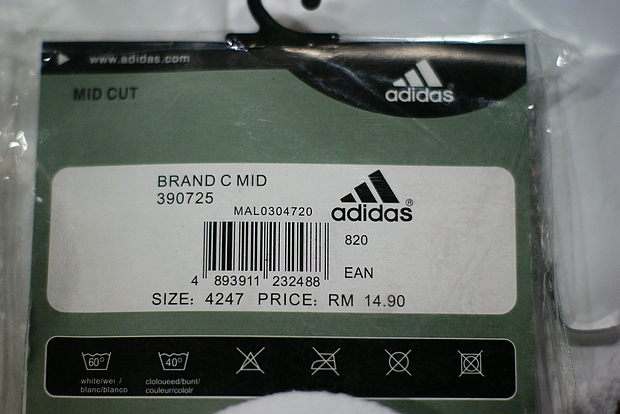 www.adidas.com
adidas
MID CUT
BRAND C MID
390725
MAL0304720
adidas®
820
4 893911 232488
EAN
SIZE: 4247 PRICE: RM 14.90
60° 40°
white/wei / cloloueed/bunt/
blanc/blanco couleur/coloir